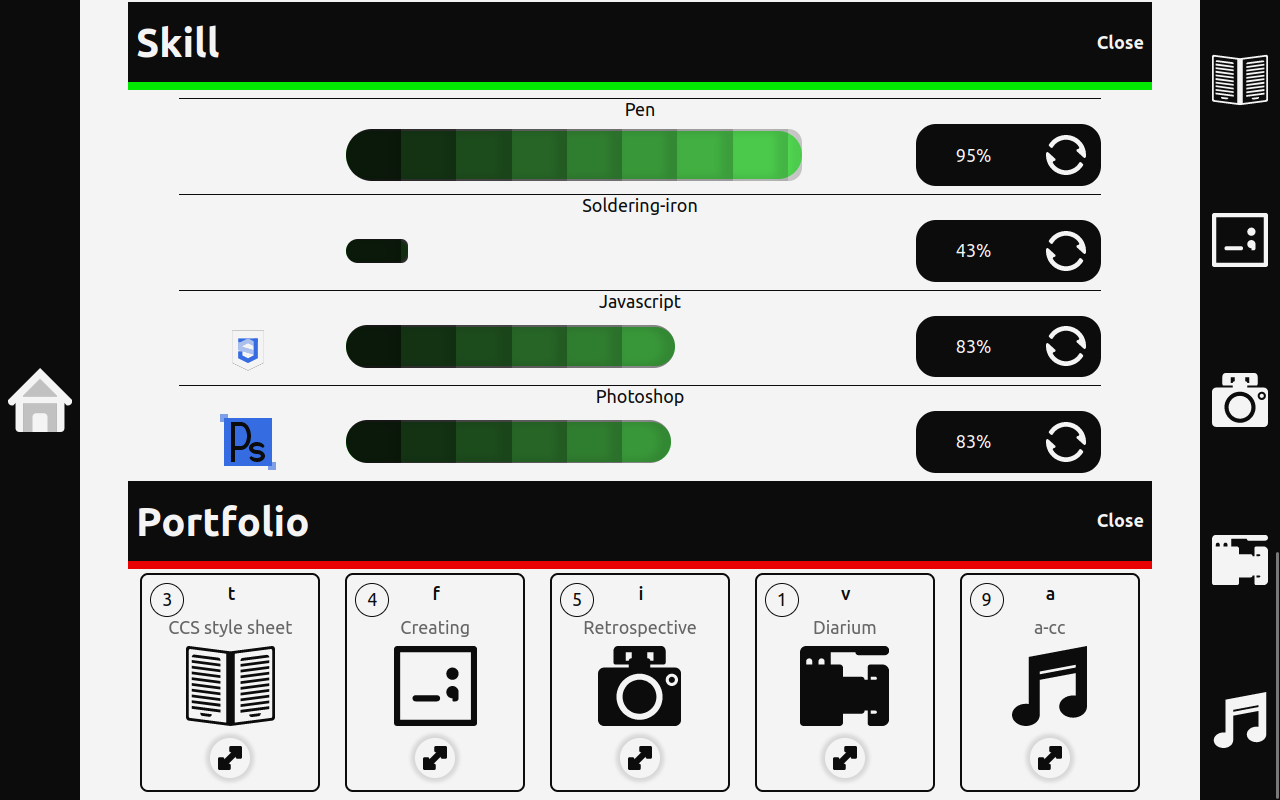 Skill
Close
Pen
95%
Soldering-iron
43%
Javascript
S
83%
Photoshop
Ps
83%
Portfolio
Close
3 t
CCS style sheet
4 f
Creating
5 i
Retrospective
1 v
Diarium
9 a
a-cc